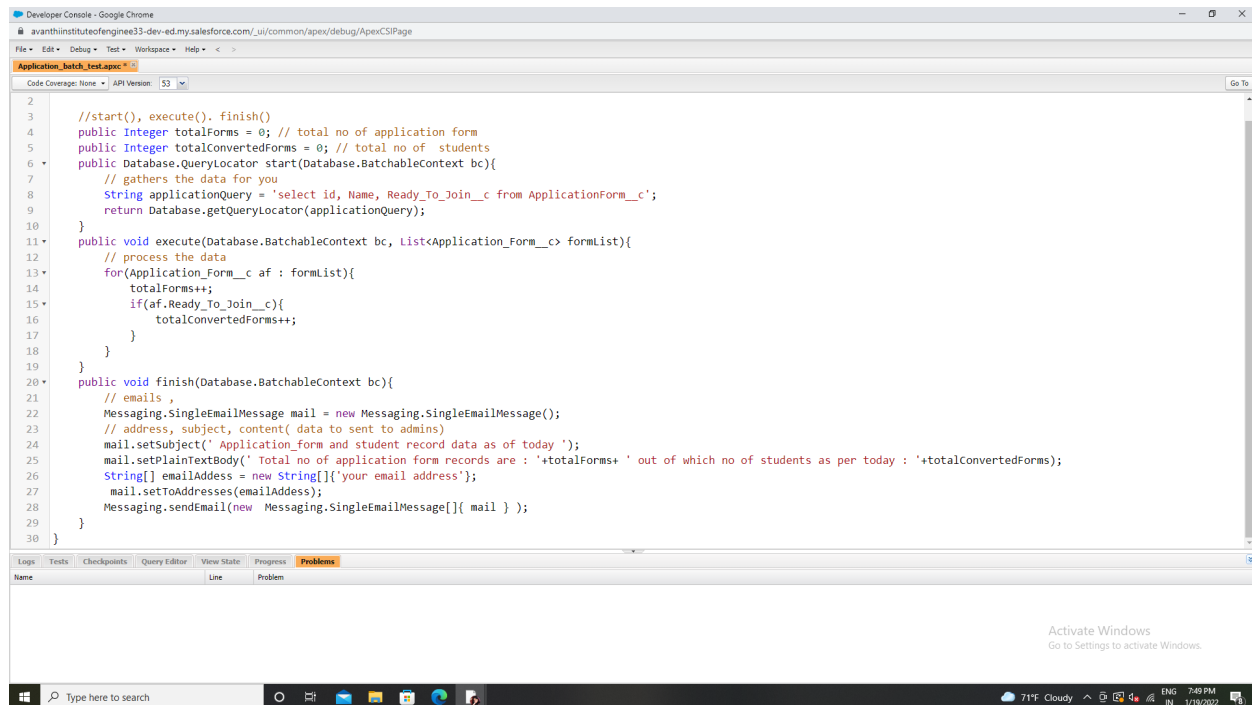 Developer Console - Google Chrome
avanthiinstituteofenginee33-dev-ed.my.salesforce.com/_ui/common/apex/debug/ApexCSIPage
File Edit Debug Test Workspace Help < >
Application_batch_test.apxc *
Code Coverage: None API Version: 53 Go To
2
3 //start(), execute(). finish()
4 public Integer totalForms = 0; // total no of application form
5 public Integer totalConvertedForms = 0; // total no of  students
6 public Database.QueryLocator start(Database.BatchableContext bc){
7 // gathers the data for you
8 String applicationQuery = 'select id, Name, Ready_To_Join__c from ApplicationForm__c';
9 return Database.getQueryLocator(applicationQuery);
10 }
11 public void execute(Database.BatchableContext bc, List<Application_Form__c> formList){
12 // process the data
13 for(Application_Form__c af : formList){
14 totalForms++;
15 if(af.Ready_To_Join__c){
16 totalConvertedForms++;
17 }
18 }
19 }
20 public void finish(Database.BatchableContext bc){
21 // emails ,
22 Messaging.SingleEmailMessage mail = new Messaging.SingleEmailMessage();
23 // address, subject, content( data to sent to admins)
24 mail.setSubject(' Application_form and student record data as of today ');
25 mail.setPlainTextBody(' Total no of application form records are : '+totalForms+ ' out of which no of students as per today : '+totalConvertedForms);
26 String[] emailAddess = new String[]{'your email address'};
27 mail.setToAddresses(emailAddess);
28 Messaging.sendEmail(new  Messaging.SingleEmailMessage[]{ mail } );
29 }
30 }
Logs Tests Checkpoints Query Editor View State Progress Problems
Name Line Problem
Activate Windows
Go to Settings to activate Windows.
Type here to search 71°F Cloudy ENG 7:49 PM
IN 1/19/2022 8